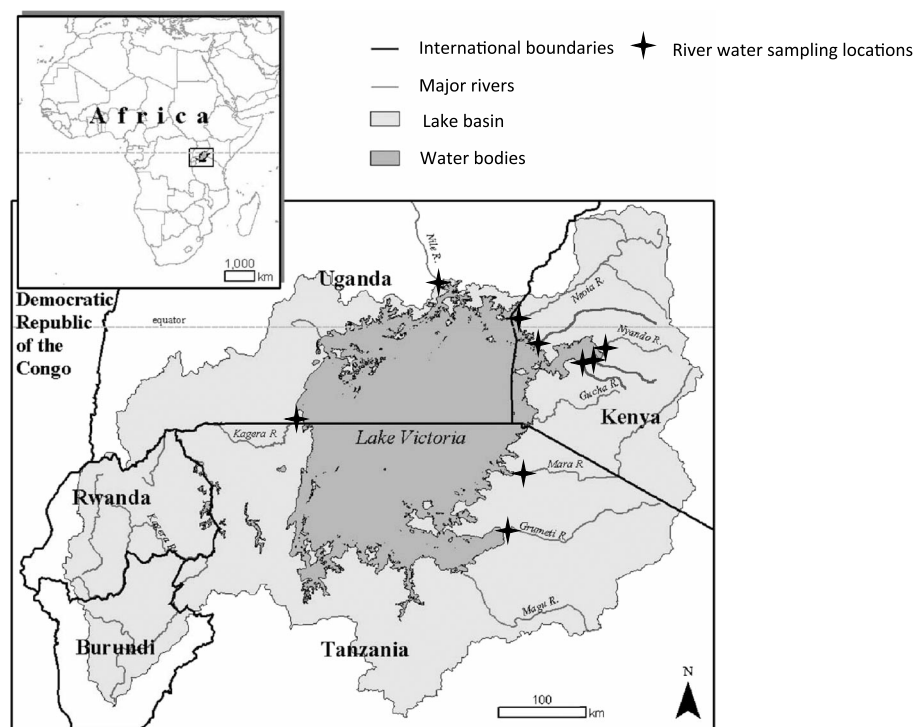 International boundaries
River water sampling locations
Major rivers
Lake basin
Water bodies
Africa
1,000
km
Nile R.
Uganda
Democratic
Republic
of the
Congo
equator
Nzoia R.
Nyando R.
Gucha R.
Kenya
Kagera R
Lake Victoria
Mara R
Rwanda
Kagera R.
Grumeti R.
Magu R.
Burundi
Tanzania
N
100
km